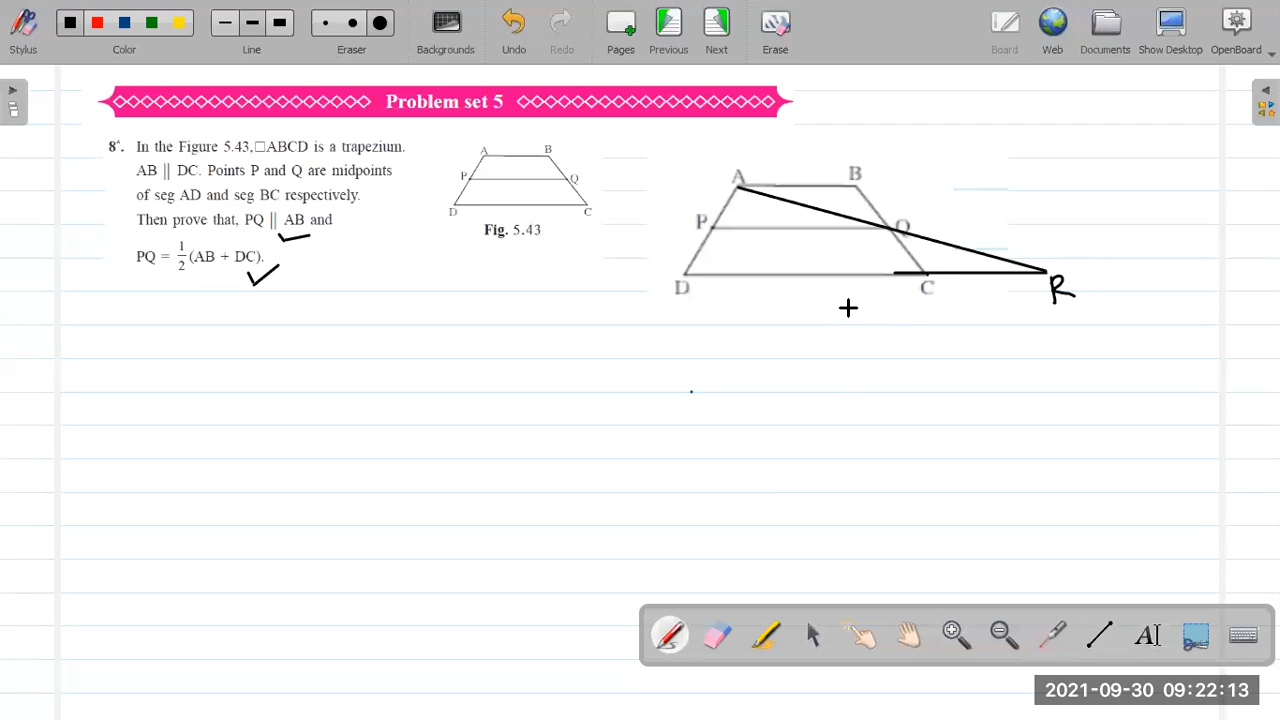 Stylus Color Line Eraser Backgrounds Undo Redo Pages Previous Next Erase Board Web Documents Show Desktop OpenBoard
Problem set 5
8*. In the Figure 5.43,□ABCD is a trapezium.
AB || DC. Points P and Q are midpoints
of seg AD and seg BC respectively.
Then prove that, PQ || AB and
PQ = 1/2 (AB + DC).
A B
P Q
D C
Fig. 5.43
A B
P Q
D C R
2021-09-30 09:22:13